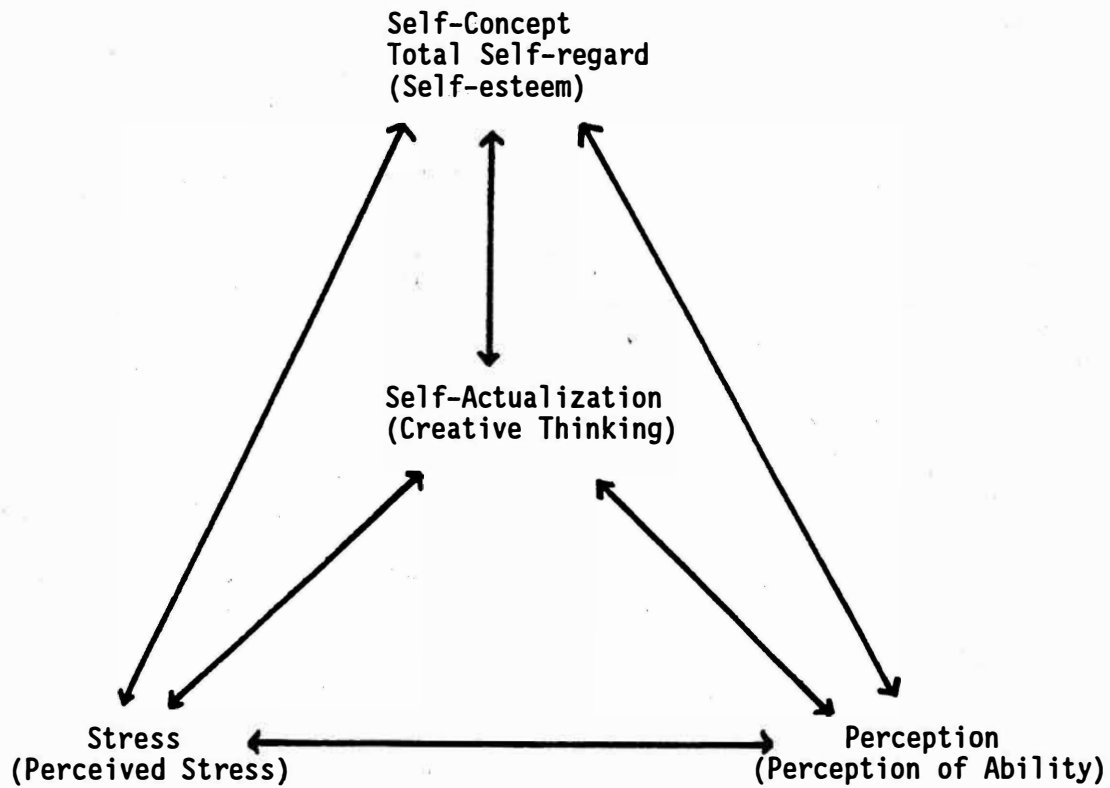 Self-Concept
Total Self-regard
(Self-esteem)
Self-Actualization
(Creative Thinking)
Stress
(Perceived Stress)
Perception
(Perception of Ability)